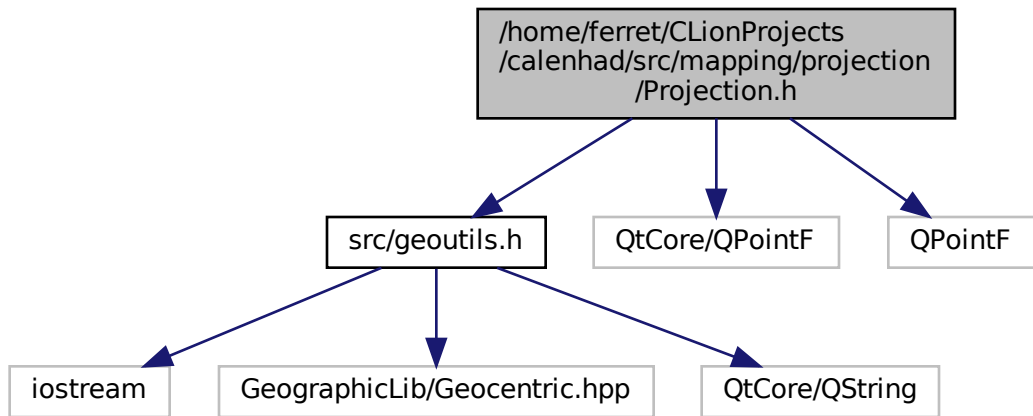 /home/ferret/CLionProjects
/calenhad/src/mapping/projection
/Projection.h
src/geoutils.h
QtCore/QPointF
QPointF
iostream
GeographicLib/Geocentric.hpp
QtCore/QString